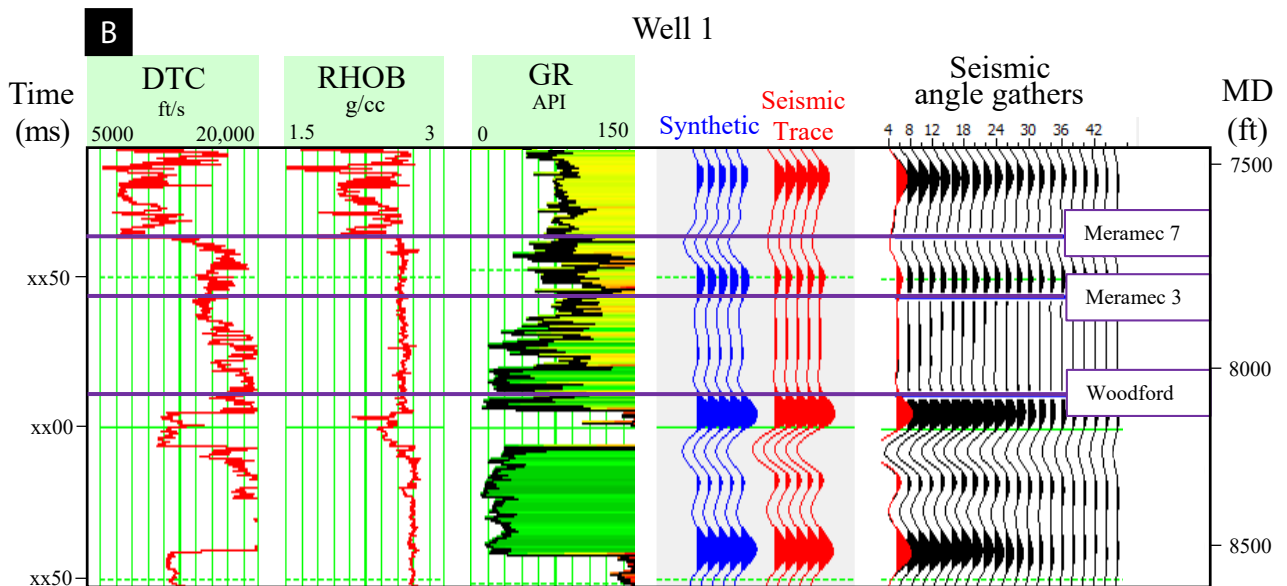 B
Well 1
Time
(ms)
DTC
ft/s
5000 20,000
RHOB
g/cc
1.5 3
GR
API
0 150
Synthetic
Seismic
Trace
Seismic
angle gathers
4 8 12 18 24 30 36 42
MD
(ft)
7500
Meramec 7
xx50
Meramec 3
8000
Woodford
xx00
8500
xx50